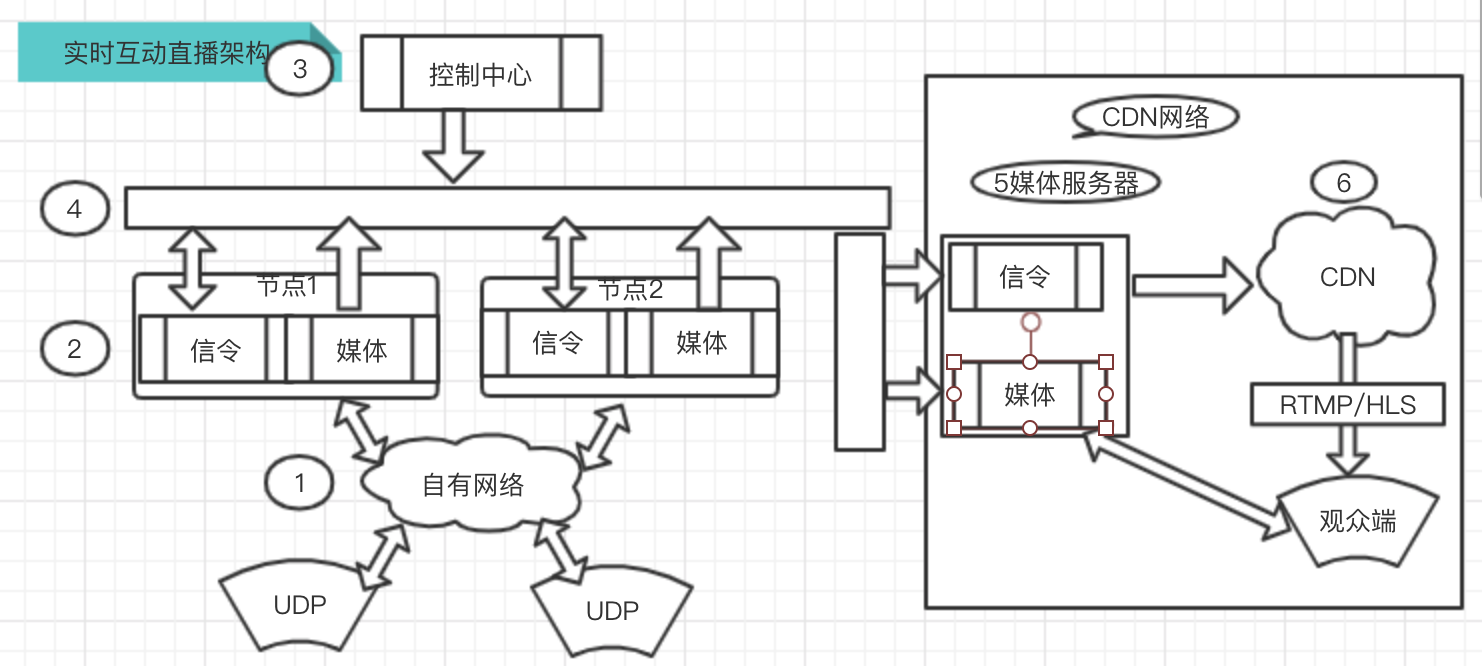 实时互动直播架构
3
控制中心
CDN网络
5媒体服务器
6
4
节点1
节点2
信令
CDN
2
信令
媒体
信令
媒体
媒体
RTMP/HLS
1
自有网络
观众端
UDP
UDP